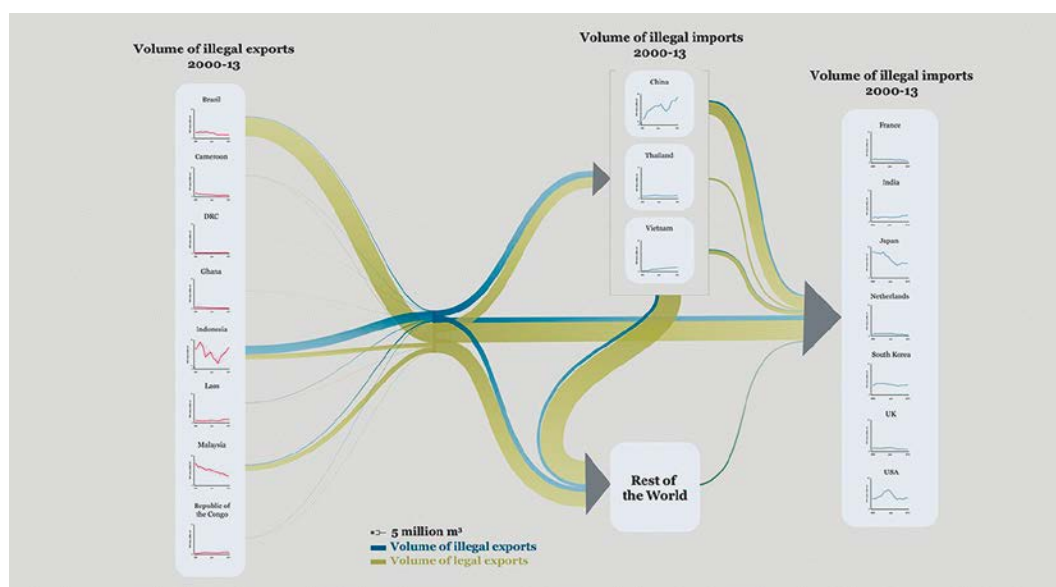 Volume of illegal exports
2000-13
Brazil
Cameroon
DRC
Ghana
Indonesia
Laos
Malaysia
Republic of
the Congo
Volume of illegal imports
2000-13
China
Thailand
Vietnam
Volume of illegal imports
2000-13
France
India
Japan
Netherlands
South Korea
UK
USA
Rest of
the World
5 million m³
Volume of illegal exports
Volume of legal exports